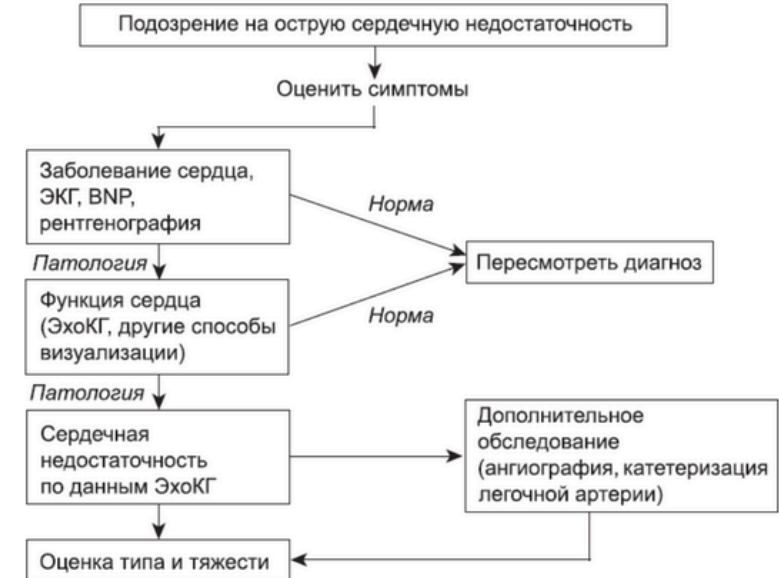 Подозрение на острую сердечную недостаточность
Оценить симптомы
Заболевание сердца,
ЭКГ, BNP,
рентгенография
Норма
Патология
Пересмотреть диагноз
Функция сердца
(ЭхоКГ, другие способы
визуализации)
Норма
Патология
Сердечная
недостаточность
по данным ЭхоКГ
Дополнительное
обследование
(ангиография, катетеризация
легочной артерии)
Оценка типа и тяжести